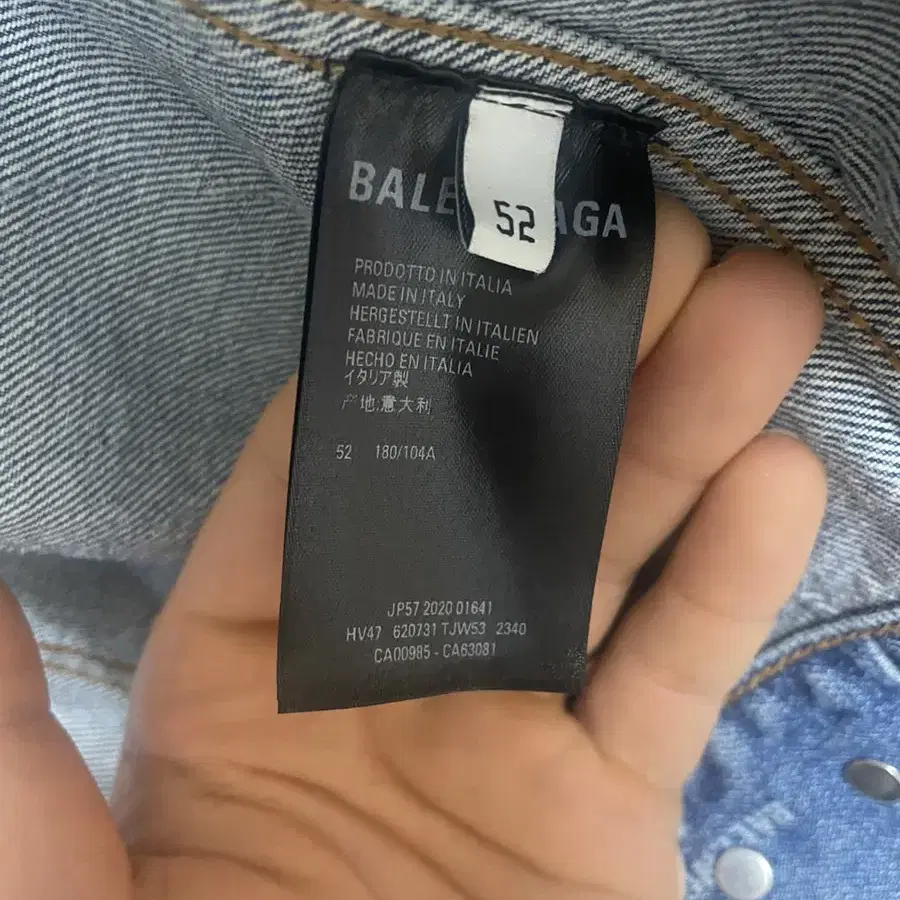 BALE AGA
52
PRODOTTO IN ITALIA
MADE IN ITALY
HERGESTELLT IN ITALIEN
FABRIQUE EN ITALIE
HECHO EN ITALIA
イタリア製
产地:意大利
52 180/104A
JP57 2020 01641
HV47 620731 TJW53 2340
CA00985 - CA63081